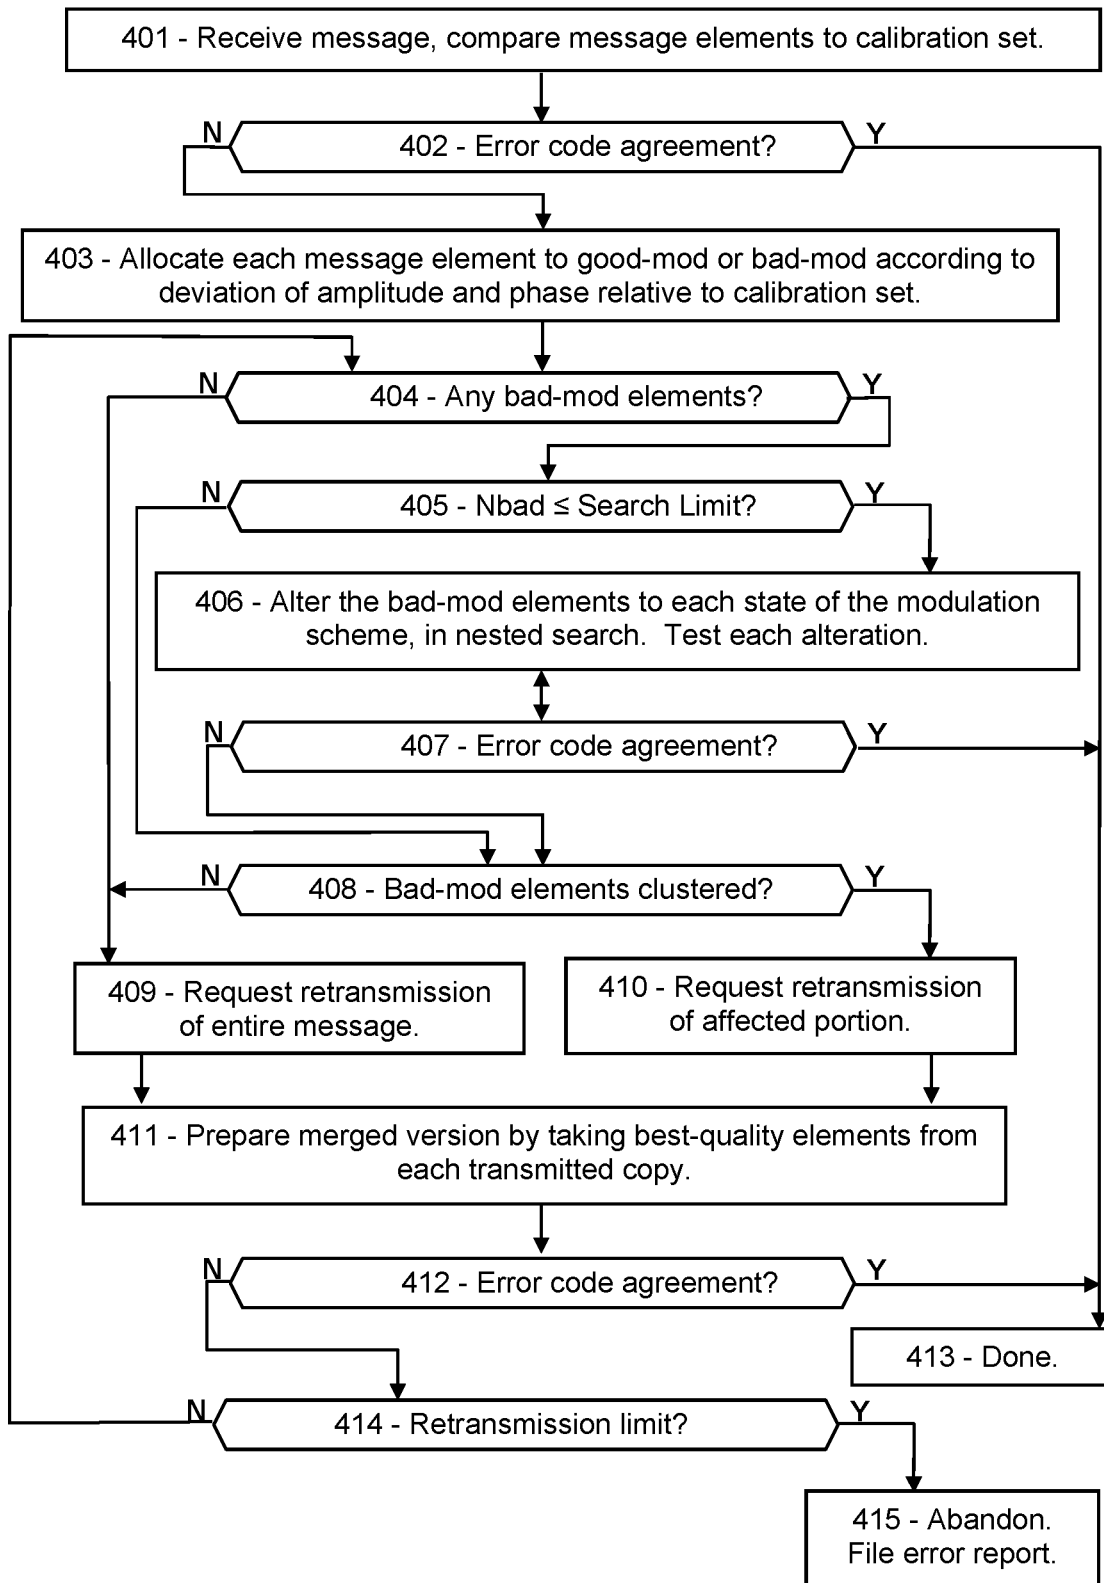 401 - Receive message, compare message elements to calibration set.
N
402 - Error code agreement?
Y
403 - Allocate each message element to good-mod or bad-mod according to
deviation of amplitude and phase relative to calibration set.
N
404 - Any bad-mod elements?
Y
N
405 - Nbad ≤ Search Limit?
Y
406 - Alter the bad-mod elements to each state of the modulation
scheme, in nested search.  Test each alteration.
N
407 - Error code agreement?
Y
N
408 - Bad-mod elements clustered?
Y
409 - Request retransmission
of entire message.
410 - Request retransmission
of affected portion.
411 - Prepare merged version by taking best-quality elements from
each transmitted copy.
N
412 - Error code agreement?
Y
413 - Done.
N
414 - Retransmission limit?
Y
415 - Abandon.
File error report.